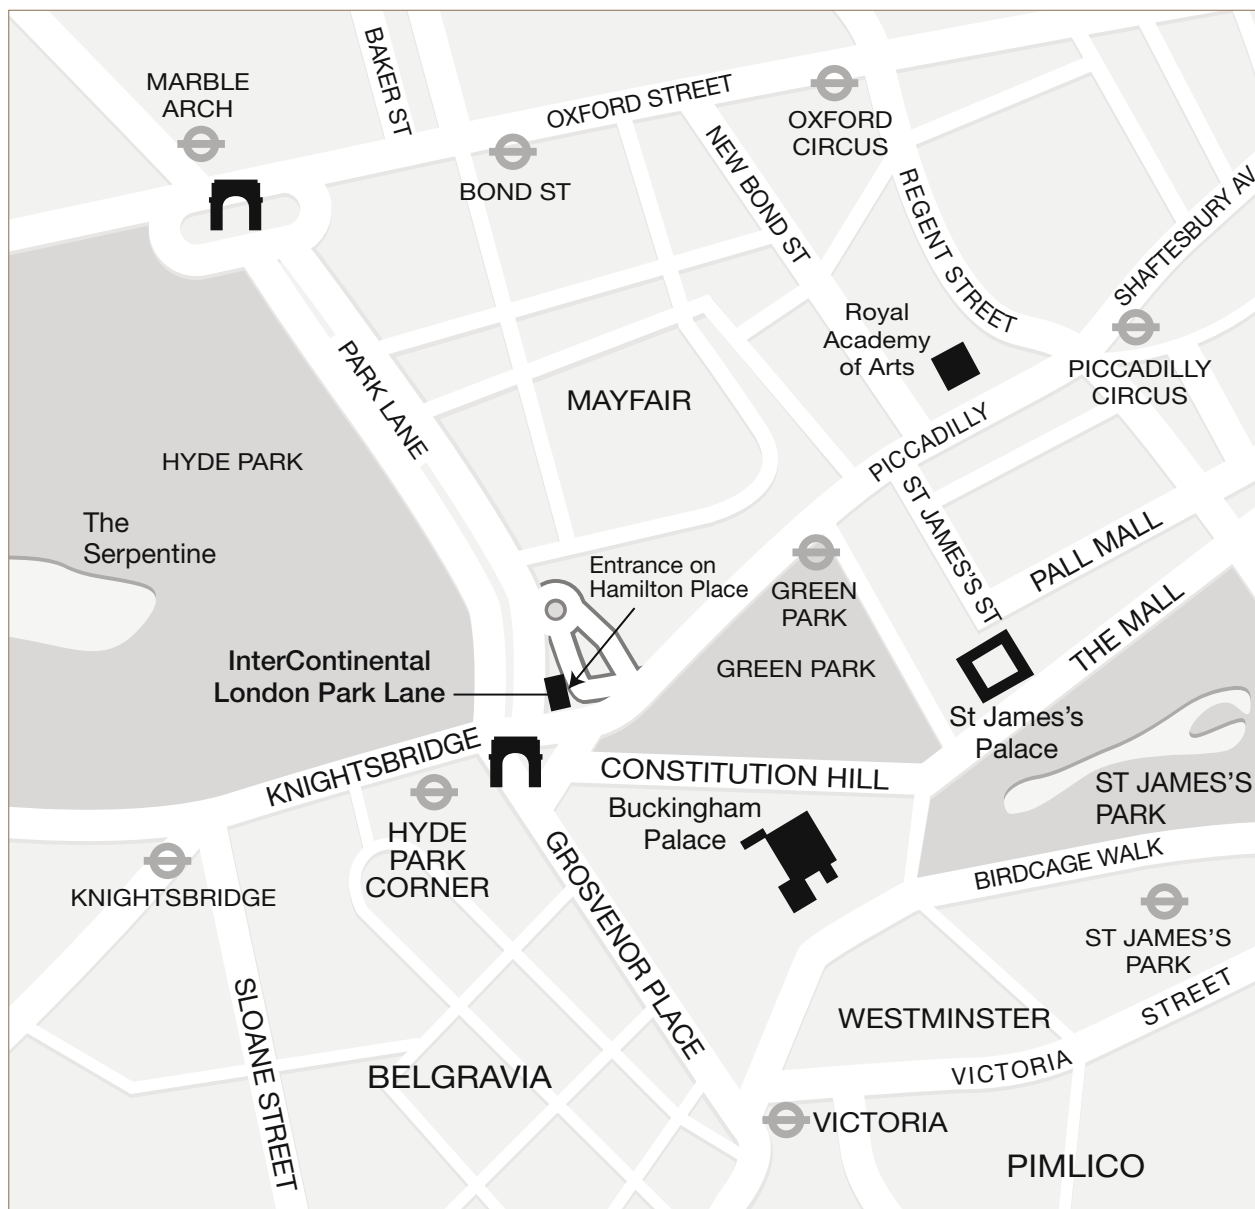 MARBLE
ARCH
BAKER ST
OXFORD STREET
OXFORD
CIRCUS
BOND ST
NEW BOND ST
REGENT STREET
SHAFTESBURY AV
Royal
Academy
of Arts
PICCADILLY
CIRCUS
PARK LANE
MAYFAIR
PICCADILLY
HYDE PARK
The
Serpentine
ST JAMES'S ST
PALL MALL
Entrance on
Hamilton Place
GREEN
PARK
THE MALL
InterContinental
London Park Lane
GREEN PARK
St James's
Palace
KNIGHTSBRIDGE
CONSTITUTION HILL
ST JAMES'S
PARK
Buckingham
Palace
HYDE
PARK
CORNER
BIRDCAGE WALK
KNIGHTSBRIDGE
GROSVENOR PLACE
ST JAMES'S
PARK
SLOANE STREET
WESTMINSTER
VICTORIA STREET
BELGRAVIA
VICTORIA
PIMLICO